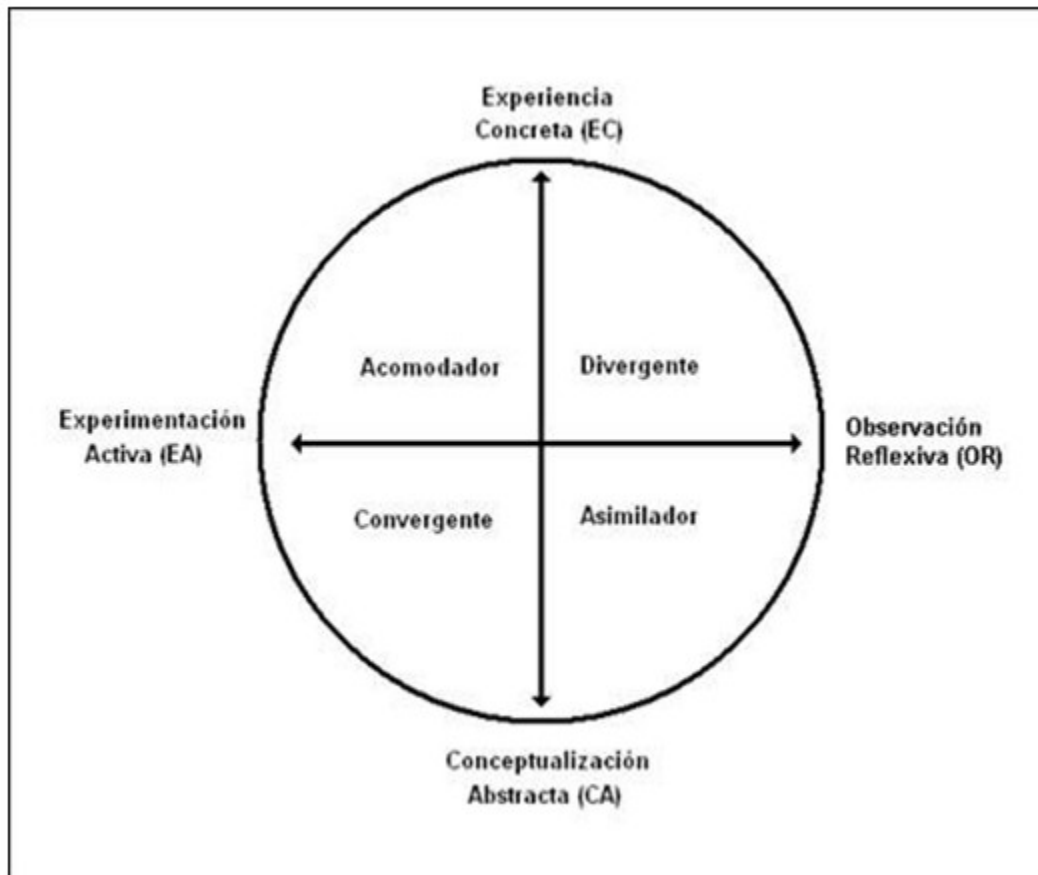 Experiencia
Concreta (EC)
Acomodador
Divergente
Experimentación
Activa (EA)
Observación
Reflexiva (OR)
Convergente
Asimilador
Conceptualización
Abstracta (CA)